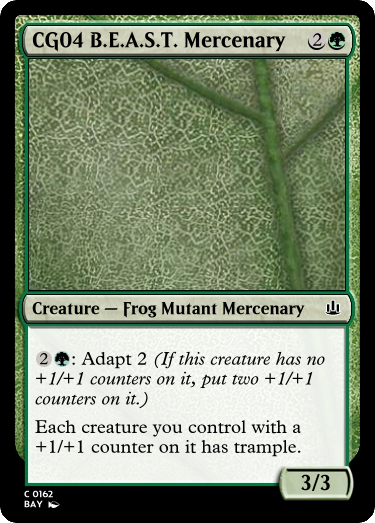 CG04 B.E.A.S.T. Mercenary 2
Creature — Frog Mutant Mercenary
2: Adapt 2 (If this creature has no
+1/+1 counters on it, put two +1/+1
counters on it.)
Each creature you control with a
+1/+1 counter on it has trample.
3/3
C 0162
BAY